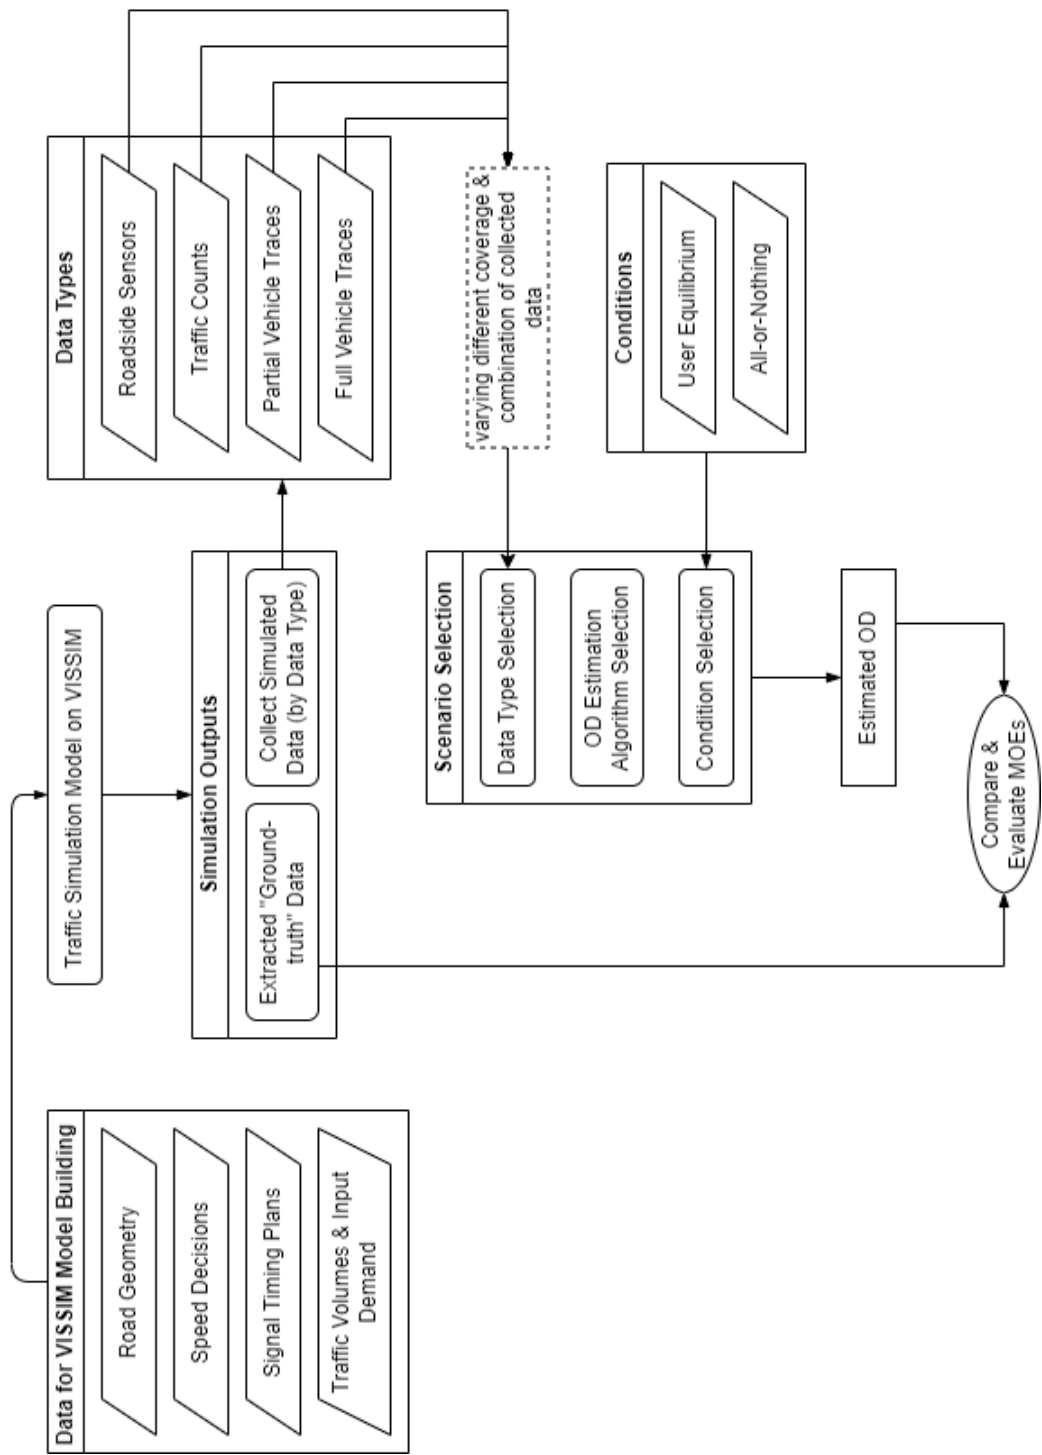 Data for VISSIM Model Building
Road Geometry
Speed Decisions
Signal Timing Plans
Traffic Volumes & Input
Demand
Traffic Simulation Model on VISSIM
Simulation Outputs
Extracted "Ground-
truth" Data
Collect Simulated
Data (by Data Type)
Data Types
Roadside Sensors
Traffic Counts
Partial Vehicle Traces
Full Vehicle Traces
varying different coverage &
combination of collected
data
Scenario Selection
Data Type Selection
OD Estimation
Algorithm Selection
Condition Selection
Conditions
User Equilibrium
All-or-Nothing
Estimated OD
Compare &
Evaluate MOEs